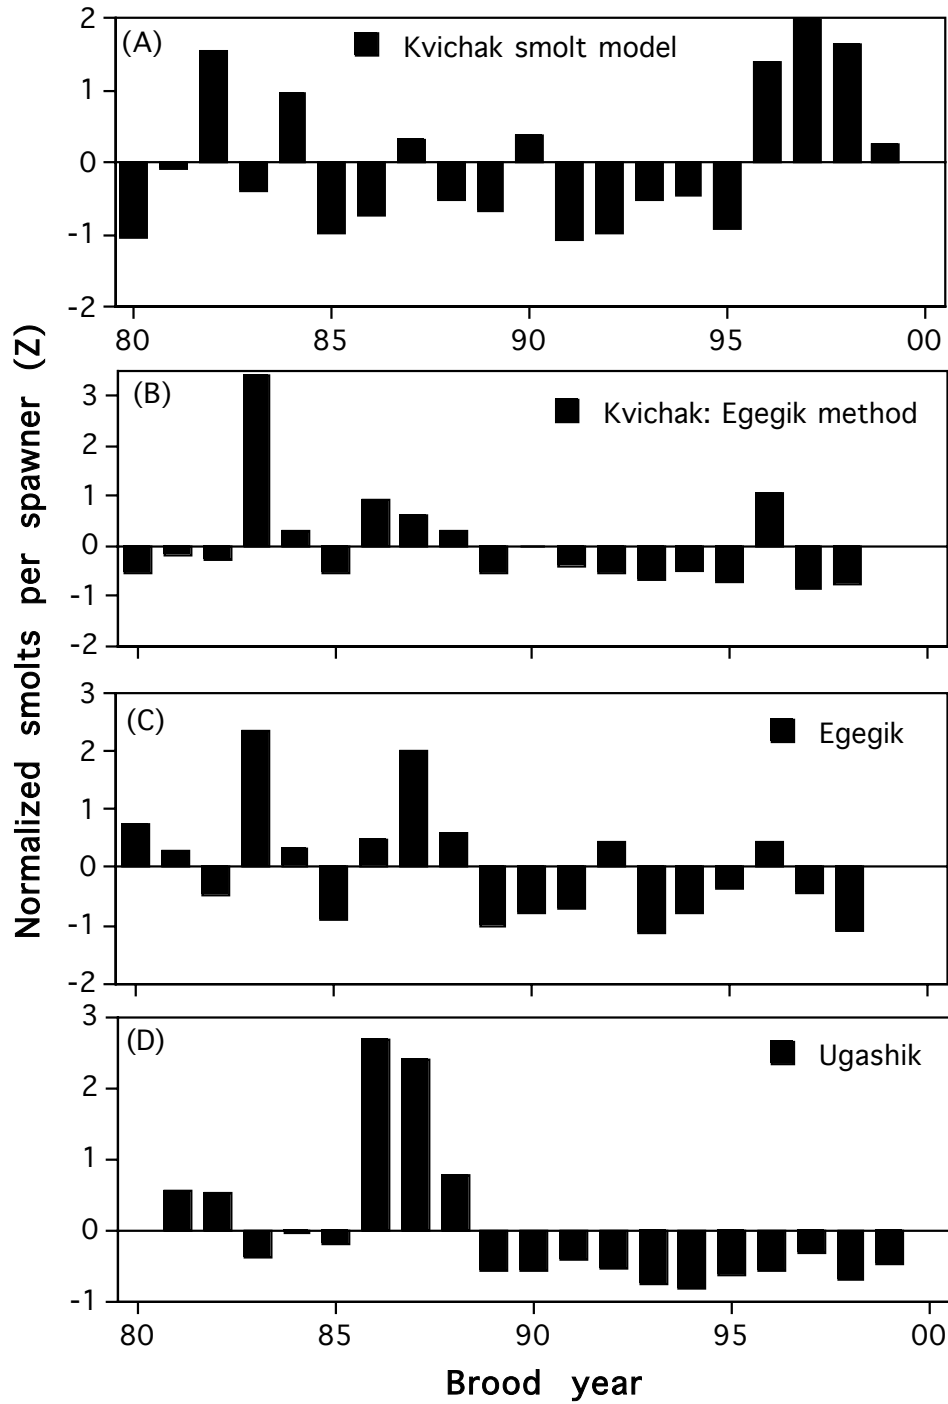 Normalized smolts per spawner (Z)
(A)
Kvichak smolt model
2
1
0
-1
-2
80 85 90 95 00
(B)
Kvichak: Egegik method
3
2
1
0
-1
-2
(C)
Egegik
3
2
1
0
-1
-2
(D)
Ugashik
3
2
1
0
-1
80 85 90 95 00
Brood year